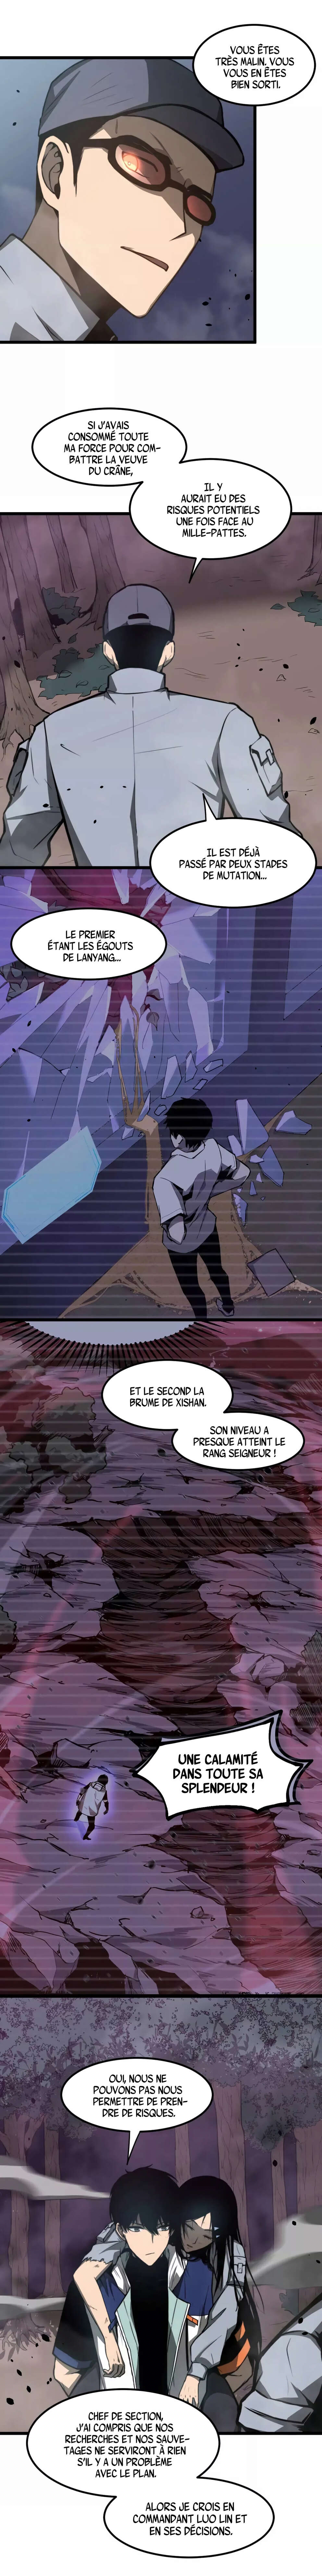 VOUS ÊTES
TRÈS MALIN. VOUS
VOUS EN ÊTES
BIEN SORTI.
SI J'AVAIS
CONSOMMÉ TOUTE
MA FORCE POUR COM-
BATTRE LA VEUVE
DU CRÂNE,
IL Y
AURAIT EU DES
RISQUES POTENTIELS
UNE FOIS FACE AU
MILLE-PATTES.
IL EST DÉJÀ
PASSÉ PAR DEUX STADES
DE MUTATION...
LE PREMIER
ÉTANT LES ÉGOUTS
DE LANYANG...
ET LE SECOND LA
BRUME DE XISHAN.
SON NIVEAU A
PRESQUE ATTEINT LE
RANG SEIGNEUR !
UNE CALAMITÉ
DANS TOUTE SA
SPLENDEUR !
OUI, NOUS NE
POUVONS PAS NOUS
PERMETTRE DE PREN-
DRE DE RISQUES.
CHEF DE SECTION,
J'AI COMPRIS QUE NOS
RECHERCHES ET NOS SAUVE-
TAGES NE SERVIRONT À RIEN
S'IL Y A UN PROBLÈME
AVEC LE PLAN.
ALORS JE CROIS EN
COMMANDANT LUO LIN ET
EN SES DÉCISIONS.